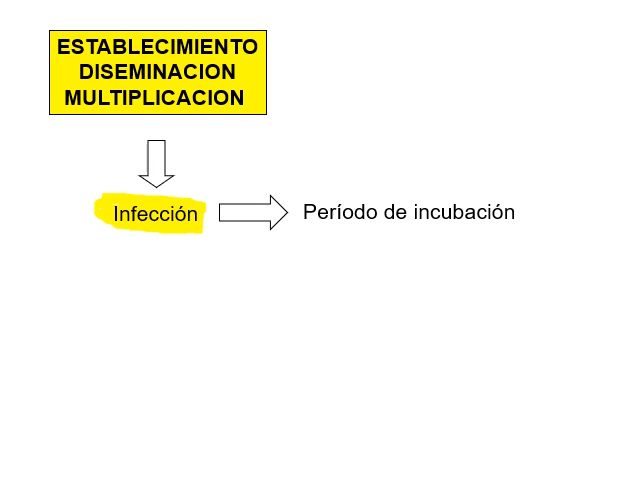 ESTABLECIMIENTO
DISEMINACION
MULTIPLICACION
Infección
Período de incubación